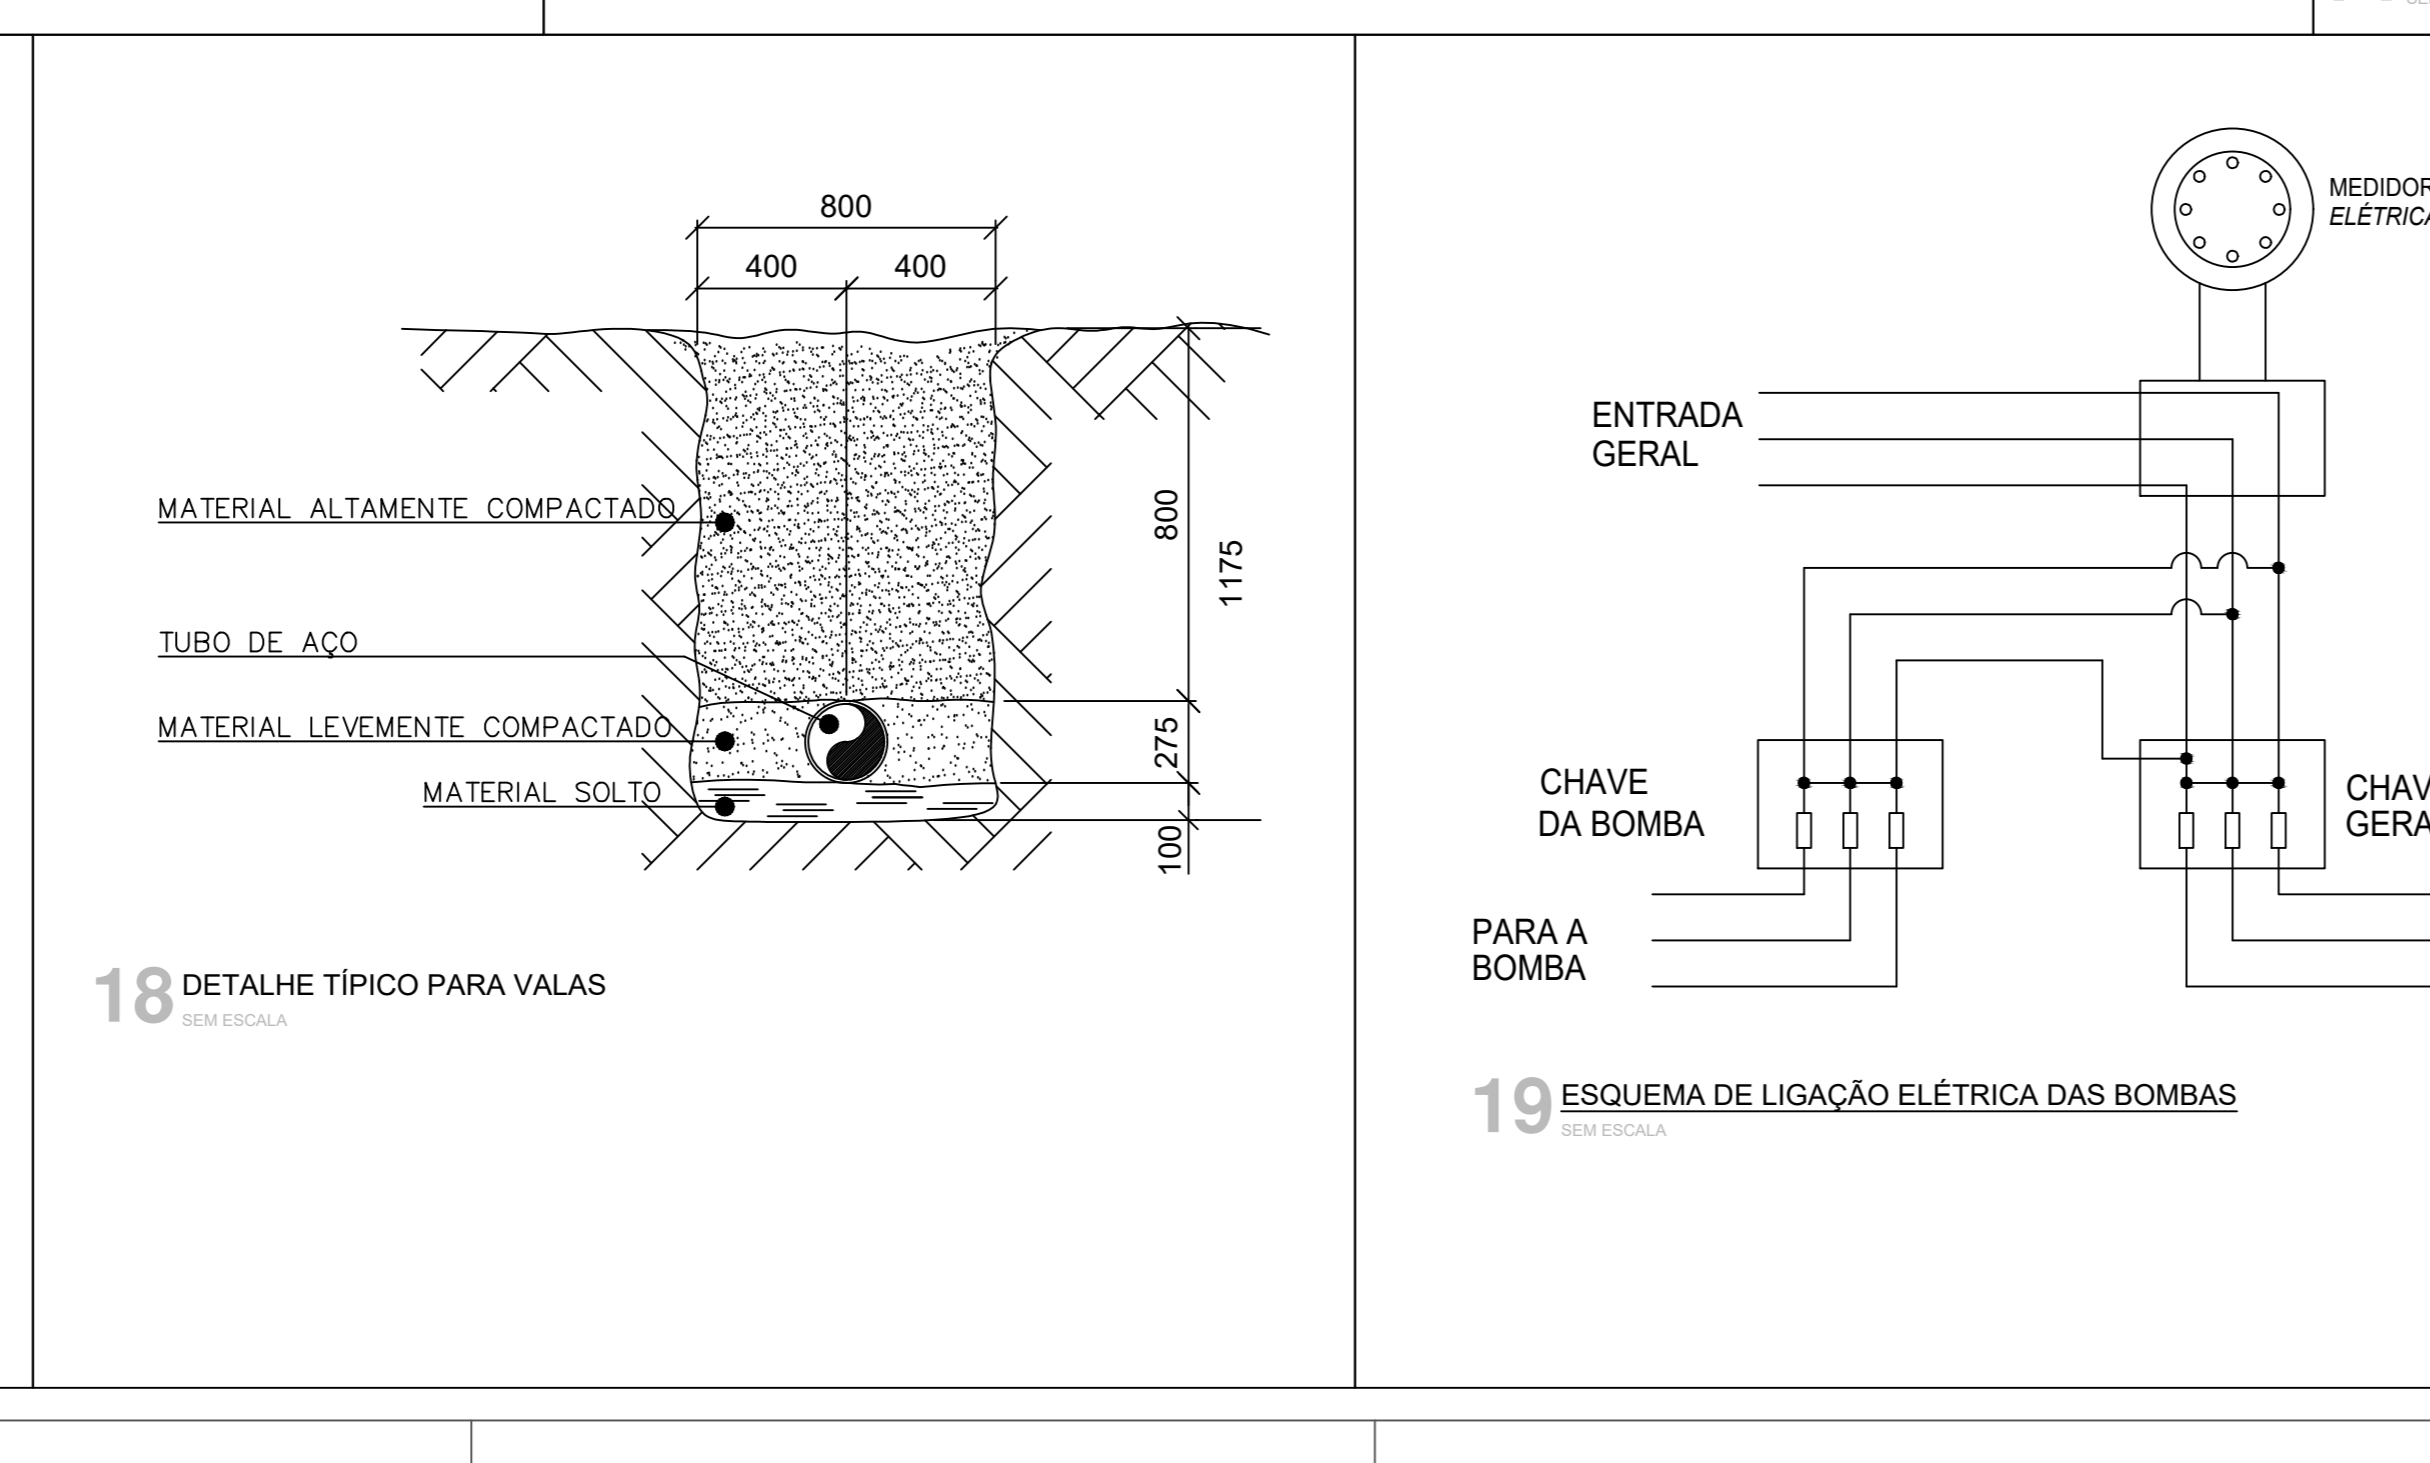 800
400
400
MATERIAL ALTAMENTE COMPACTADO
800
1175
TUBO DE AÇO
MATERIAL LEVEMENTE COMPACTADO
275
MATERIAL SOLTO
100
18 DETALHE TÍPICO PARA VALAS
SEM ESCALA
MEDIDOR
ELÉTRICA
ENTRADA
GERAL
CHAVE
DA BOMBA
PARA A
BOMBA
19 ESQUEMA DE LIGAÇÃO ELÉTRICA DAS BOMBAS
SEM ESCALA